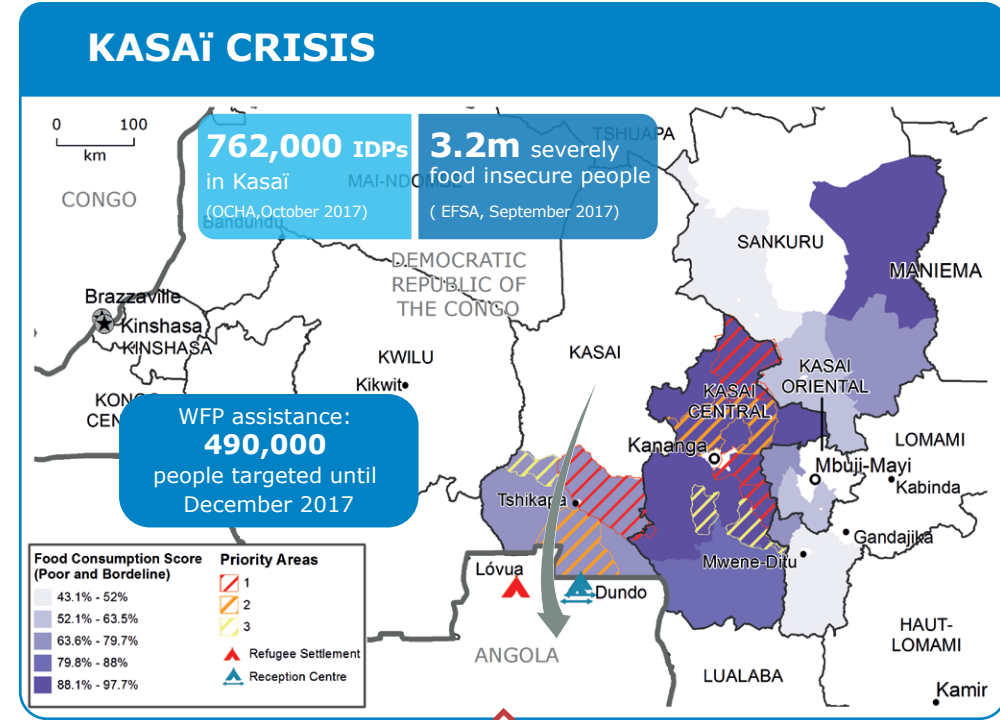 KASAï CRISIS
0 100
km
762,000 IDPs
in Kasaï
(OCHA,October 2017)
3.2m severely
food insecure people
( EFSA, September 2017)
TSHUAPA
CONGO
MAI-NDOMBE
Bandundu
SANKURU
DEMOCRATIC
REPUBLIC OF
THE CONGO
MANIEMA
Brazzaville
Kinshasa
KINSHASA
KWILU
Kikwit
KASAI
KASAI
ORIENTAL
KASAI
CENTRAL
KONGO
CEN
WFP assistance:
490,000
people targeted until
December 2017
Kananga
LOMAMI
Mbuji-Mayi
Kabinda
Tshikapa
Gandajika
Mwene-Ditu
Lóvua
Dundo
ANGOLA
HAUT-
LOMAMI
LUALABA
Kamir
Food Consumption Score
(Poor and Bordeline)
43.1% - 52%
52.1% - 63.5%
63.6% - 79.7%
79.8% - 88%
88.1% - 97.7%
Priority Areas
1
2
3
Refugee Settlement
Reception Centre